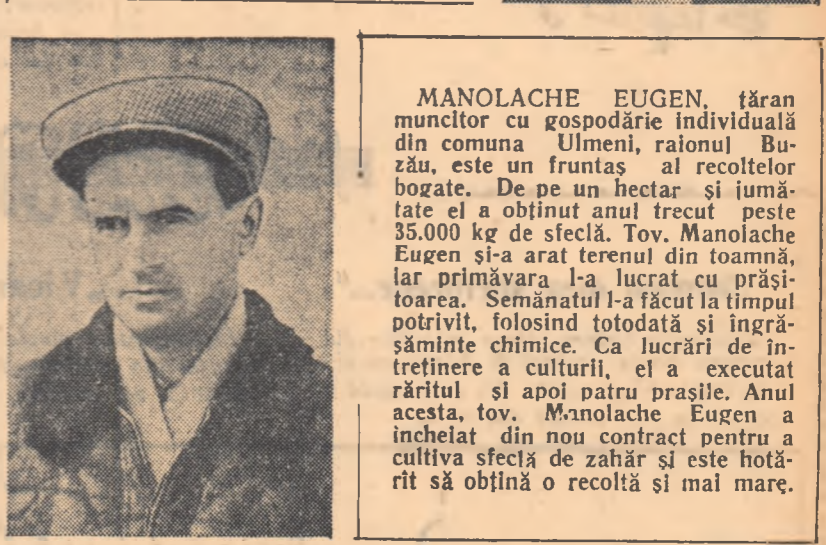 MANOLACHE EUGEN, țăran
muncitor cu gospodărie individuală
din comuna Ulmeni, raionul Bu-
zău, este un fruntaș al recoltelor
bogate. De pe un hectar și jumă-
tate el a obținut anul trecut peste
35.000 kg de sfeclă. Tov. Manolache
Eugen și-a arat terenul din toamnă,
iar primăvara l-a lucrat cu prăși-
toarea. Semănatul l-a făcut la timpul
potrivit, folosind totodată și îngră-
șăminte chimice. Ca lucrări de în-
treținere a culturii, el a executat
răritul și apoi patru prașile. Anul
acesta, tov. Manolache Eugen a
încheiat din nou contract pentru a
cultiva sfeclă de zahăr și este hotă-
rît să obțină o recoltă și mai mare.